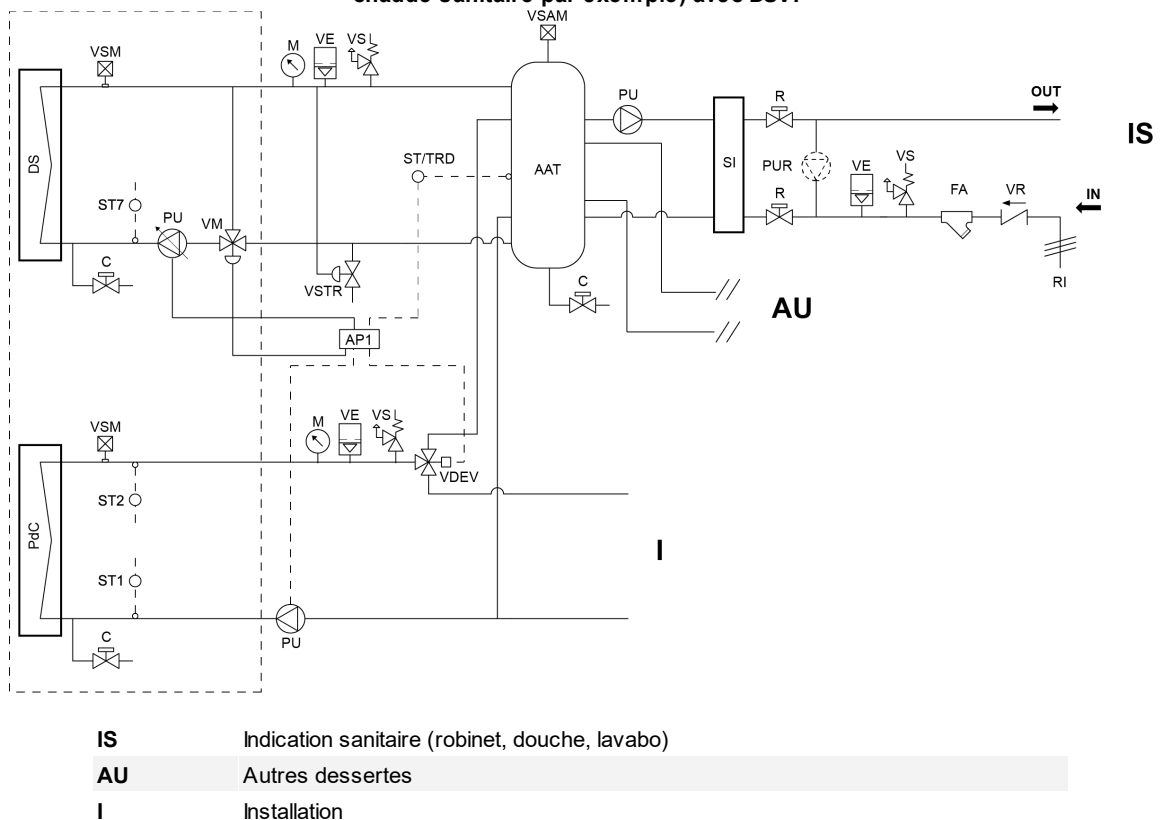 chaude sanitaire par exemple) avec
VSAM
VSM
M
VE
VS
PU
R
OUT
IS
DS
ST/TRD
AAT
SI
PUR
VE
VS
ST7
PU
VM
R
FA
VR
IN
C
VSTR
C
RI
AU
AP1
VSM
M
VE
VS
VDEV
ST2
PdC
I
ST1
C
PU
IS Indication sanitaire (robinet, douche, lavabo)
AU Autres dessertes
I Installation